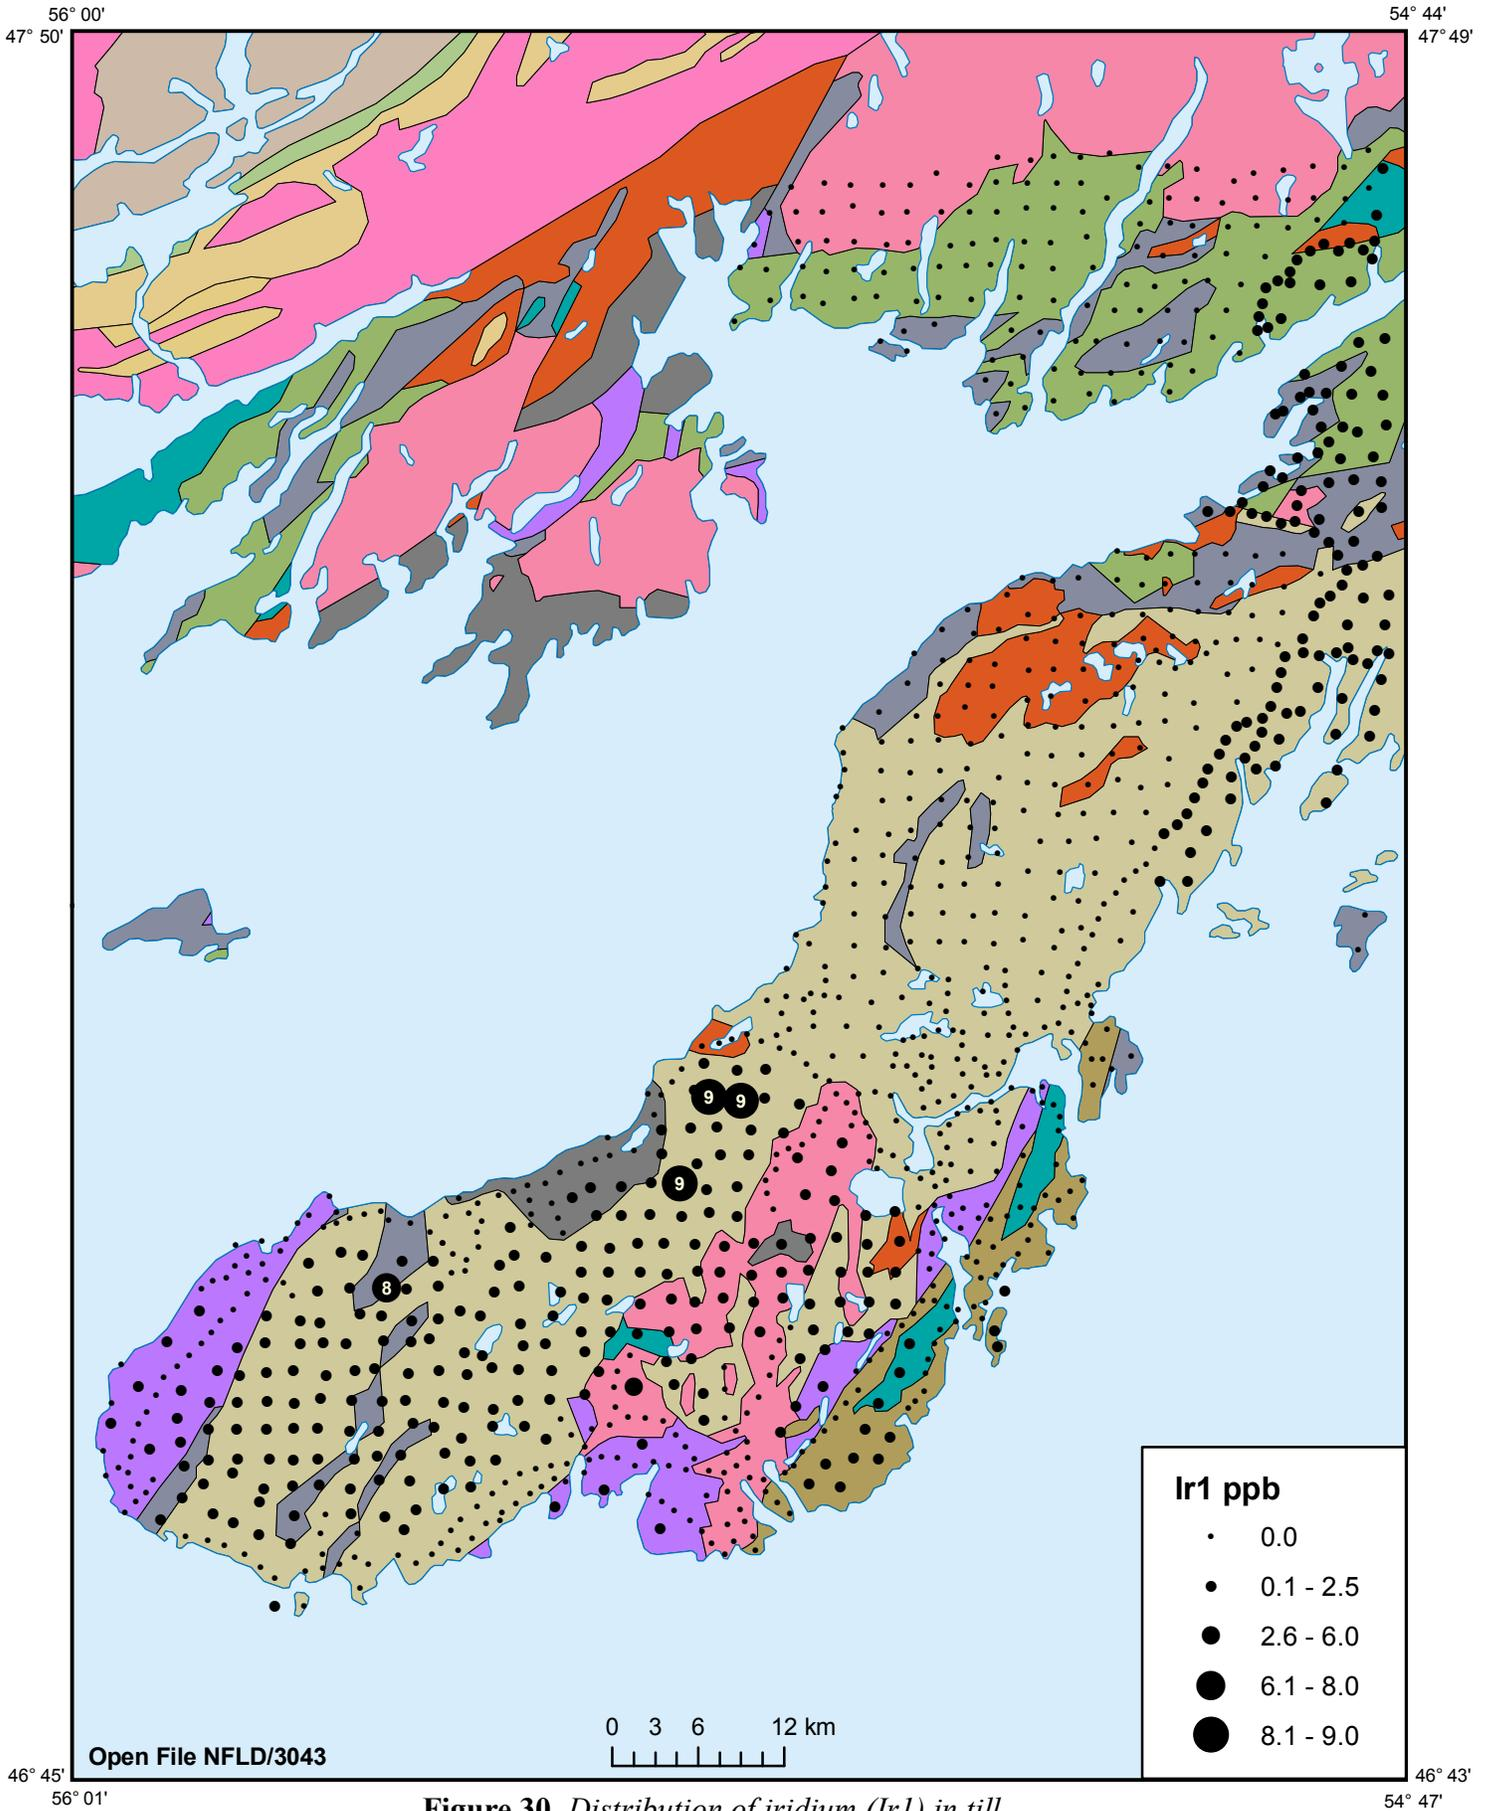 56° 00' 54° 44'
47° 50' 47° 49'
9 9
9
8
Ir1 ppb
0.0
0.1 - 2.5
2.6 - 6.0
6.1 - 8.0
8.1 - 9.0
0 3 6 12 km
Open File NFLD/3043
46° 45' 46° 43'
56° 01' 54° 47'
Figure 30. Distribution of iridium (Ir1) in till